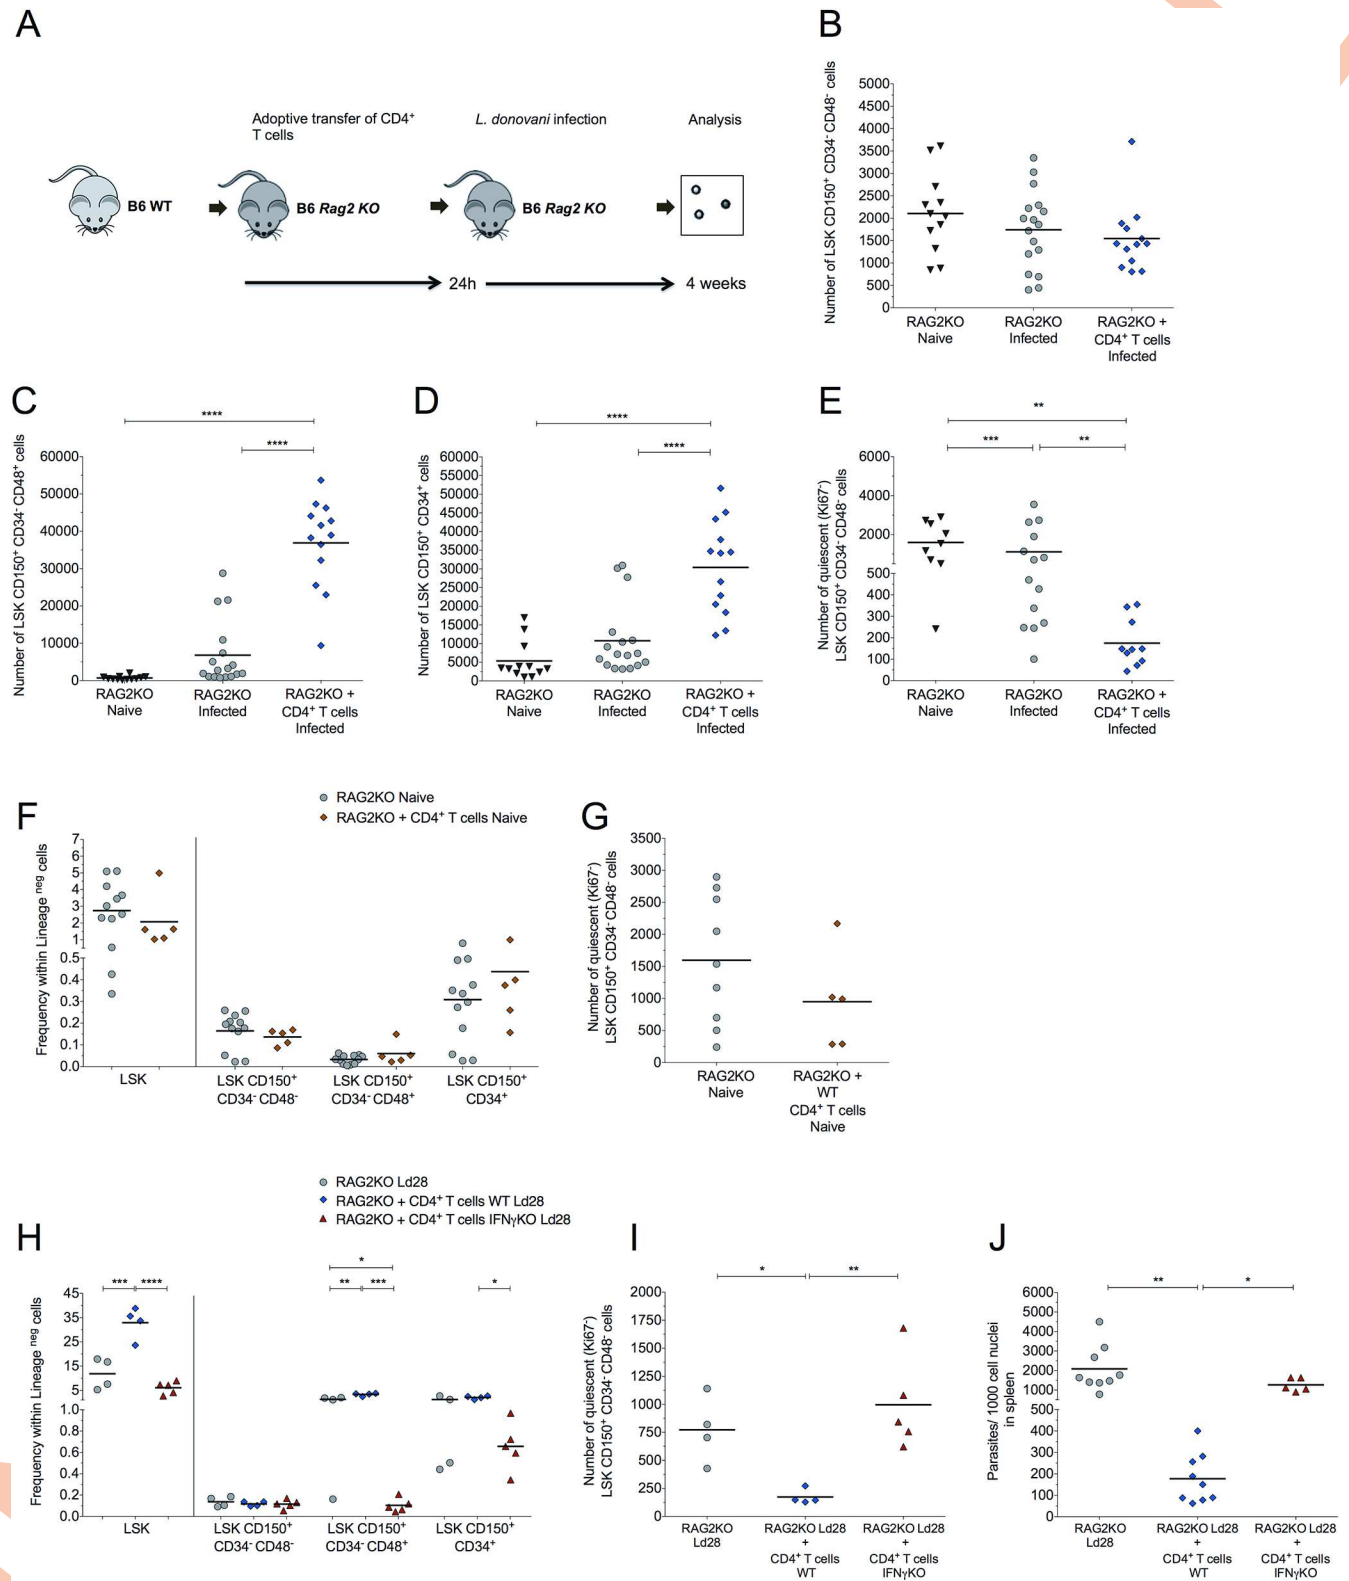 A
Adoptive transfer of CD4⁺
T cells
L. donovani infection
Analysis
B6 WT
B6 Rag2 KO
B6 Rag2 KO
24h
4 weeks
B
Number of LSK CD150⁺ CD34⁻ CD48⁻ cells
5000
4500
4000
3500
3000
2500
2000
1500
1000
500
0
RAG2KO
Naive
RAG2KO
Infected
RAG2KO +
CD4⁺ T cells
Infected
C
****
****
Number of LSK CD150⁺ CD34⁻ CD48⁺ cells
60000
50000
40000
30000
20000
10000
0
RAG2KO
Naive
RAG2KO
Infected
RAG2KO +
CD4⁺ T cells
Infected
D
****
****
Number of LSK CD150⁺ CD34⁺ cells
60000
55000
50000
45000
40000
35000
30000
25000
20000
15000
10000
5000
0
RAG2KO
Naive
RAG2KO
Infected
RAG2KO +
CD4⁺ T cells
Infected
E
**
***
**
Number of quiescent (Ki67⁻)
LSK CD150⁺ CD34⁻ CD48⁻ cells
6000
4000
2000
500
400
300
200
100
0
RAG2KO
Naive
RAG2KO
Infected
RAG2KO +
CD4⁺ T cells
Infected
F
RAG2KO Naive
RAG2KO + CD4⁺ T cells Naive
Frequency within Lineage ⁿᵉᵍ cells
7
6
5
4
3
2
1
0.5
0.4
0.3
0.2
0.1
0.0
LSK
LSK CD150⁺
CD34⁻ CD48⁻
LSK CD150⁺
CD34⁻ CD48⁺
LSK CD150⁺
CD34⁺
G
Number of quiescent (Ki67⁻)
LSK CD150⁺ CD34⁻ CD48⁻ cells
3500
3000
2500
2000
1500
1000
500
0
RAG2KO
Naive
RAG2KO +
WT
CD4⁺ T cells
Naive
H
RAG2KO Ld28
RAG2KO + CD4⁺ T cells WT Ld28
RAG2KO + CD4⁺ T cells IFNγKO Ld28
*
*** **** ** *** *
Frequency within Lineage ⁿᵉᵍ cells
45
35
25
15
5
1.0
0.8
0.6
0.4
0.2
0.0
LSK
LSK CD150⁺
CD34⁻ CD48⁻
LSK CD150⁺
CD34⁻ CD48⁺
LSK CD150⁺
CD34⁺
I
*
**
Number of quiescent (Ki67⁻)
LSK CD150⁺ CD34⁻ CD48⁻ cells
2000
1750
1500
1250
1000
750
500
250
0
RAG2KO
Ld28
RAG2KO Ld28
+
CD4⁺ T cells
WT
RAG2KO Ld28
+
CD4⁺ T cells
IFNγKO
J
**
*
Parasites/ 1000 cell nuclei
in spleen
6000
5000
4000
3000
2000
1000
500
400
300
200
100
0
RAG2KO
Ld28
RAG2KO Ld28
+
CD4⁺ T cells
WT
RAG2KO Ld28
+
CD4⁺ T cells
IFNγKO